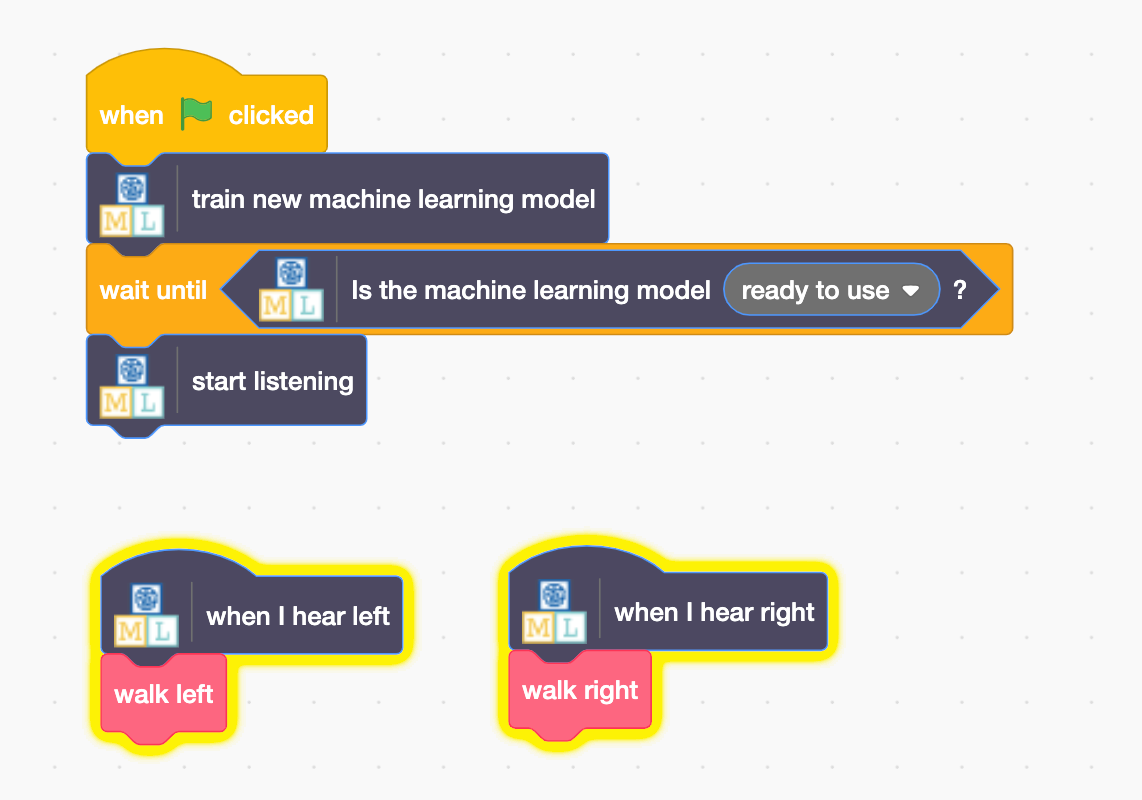 when clicked
M L train new machine learning model
wait until M L Is the machine learning model ready to use ?
M L start listening
M L when I hear left
walk left
M L when I hear right
walk right